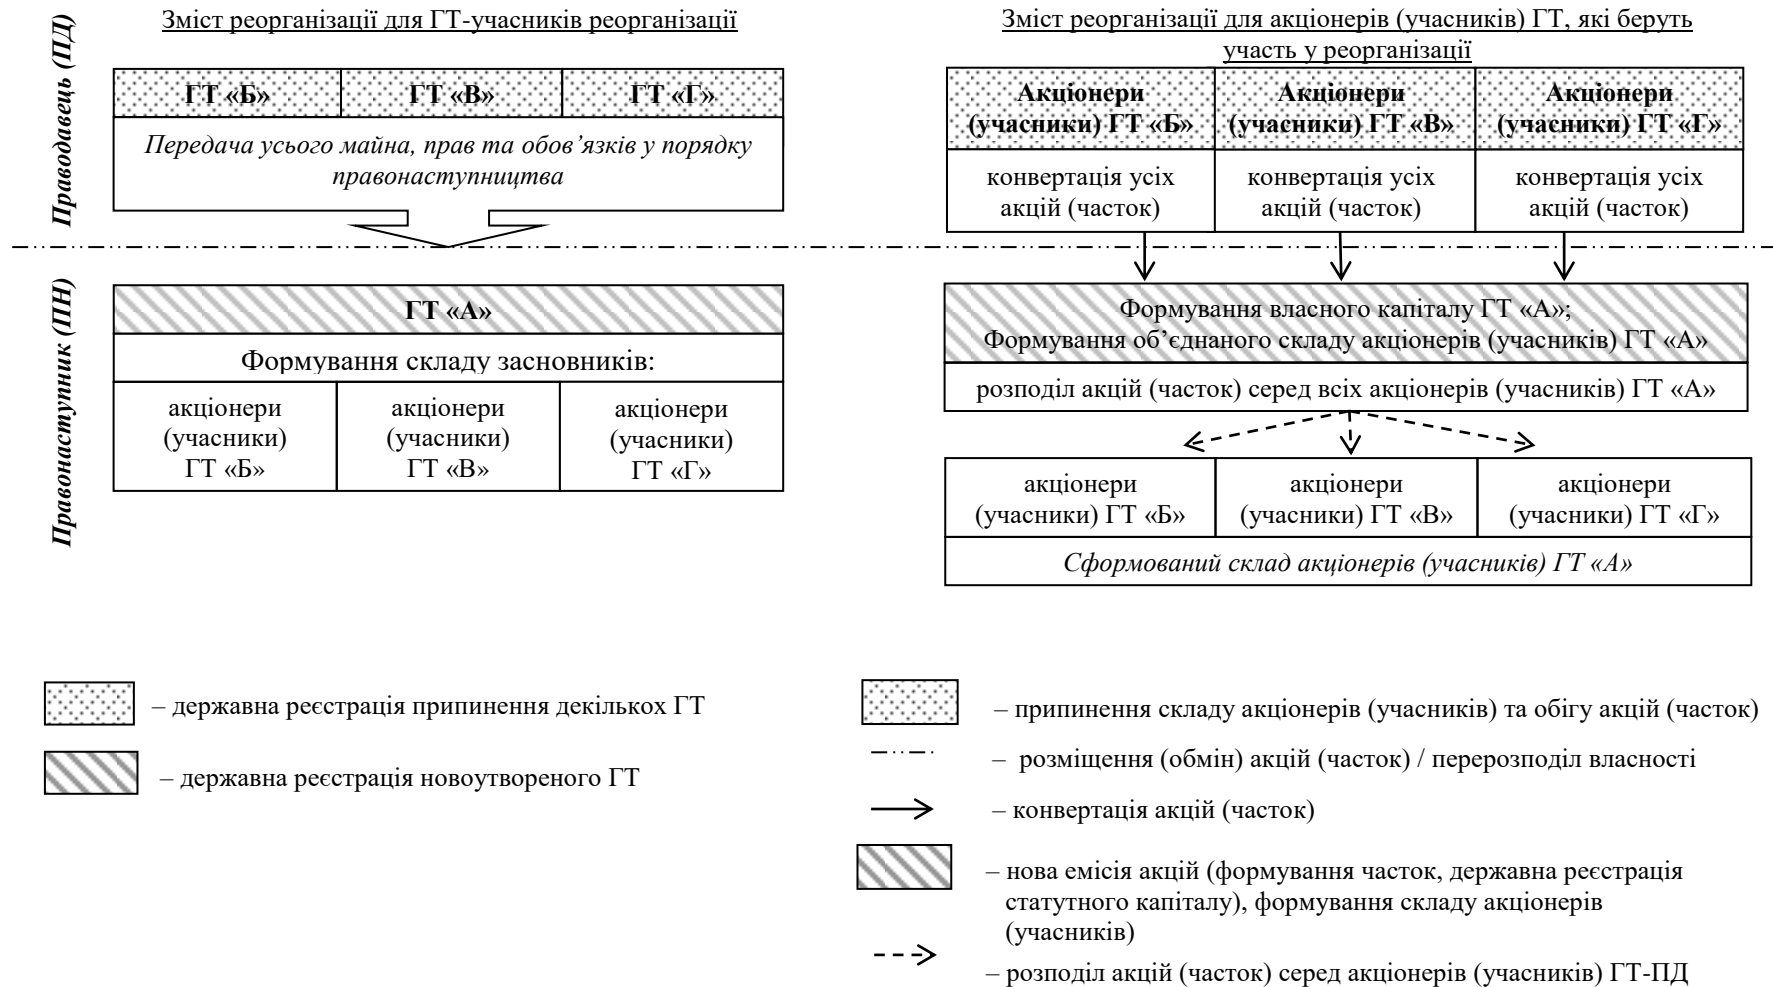 Зміст реорганізації для ГТ-учасників реорганізації
Праводавець (ПД)
ГТ «Б»
ГТ «В»
ГТ «Г»
Передача усього майна, прав та обов’язків у порядку
правонаступництва
Правонаступник (ПН)
ГТ «А»
Формування складу засновників:
акціонери
(учасники)
ГТ «Б»
акціонери
(учасники)
ГТ «В»
акціонери
(учасники)
ГТ «Г»
Зміст реорганізації для акціонерів (учасників) ГТ, які беруть
участь у реорганізації
Акціонери
(учасники) ГТ «Б»
Акціонери
(учасники) ГТ «В»
Акціонери
(учасники) ГТ «Г»
конвертація усіх
акцій (часток)
конвертація усіх
акцій (часток)
конвертація усіх
акцій (часток)
Формування власного капіталу ГТ «А»;
Формування об’єднаного складу акціонерів (учасників) ГТ «А»
розподіл акцій (часток) серед всіх акціонерів (учасників) ГТ «А»
акціонери
(учасники) ГТ «Б»
акціонери
(учасники) ГТ «В»
акціонери
(учасники) ГТ «Г»
Сформований склад акціонерів (учасників) ГТ «А»
– державна реєстрація припинення декількох ГТ
– державна реєстрація новоутвореного ГТ
– припинення складу акціонерів (учасників) та обігу акцій (часток)
– розміщення (обмін) акцій (часток) / перерозподіл власності
– конвертація акцій (часток)
– нова емісія акцій (формування часток, державна реєстрація
статутного капіталу), формування складу акціонерів
(учасників)
– розподіл акцій (часток) серед акціонерів (учасників) ГТ-ПД